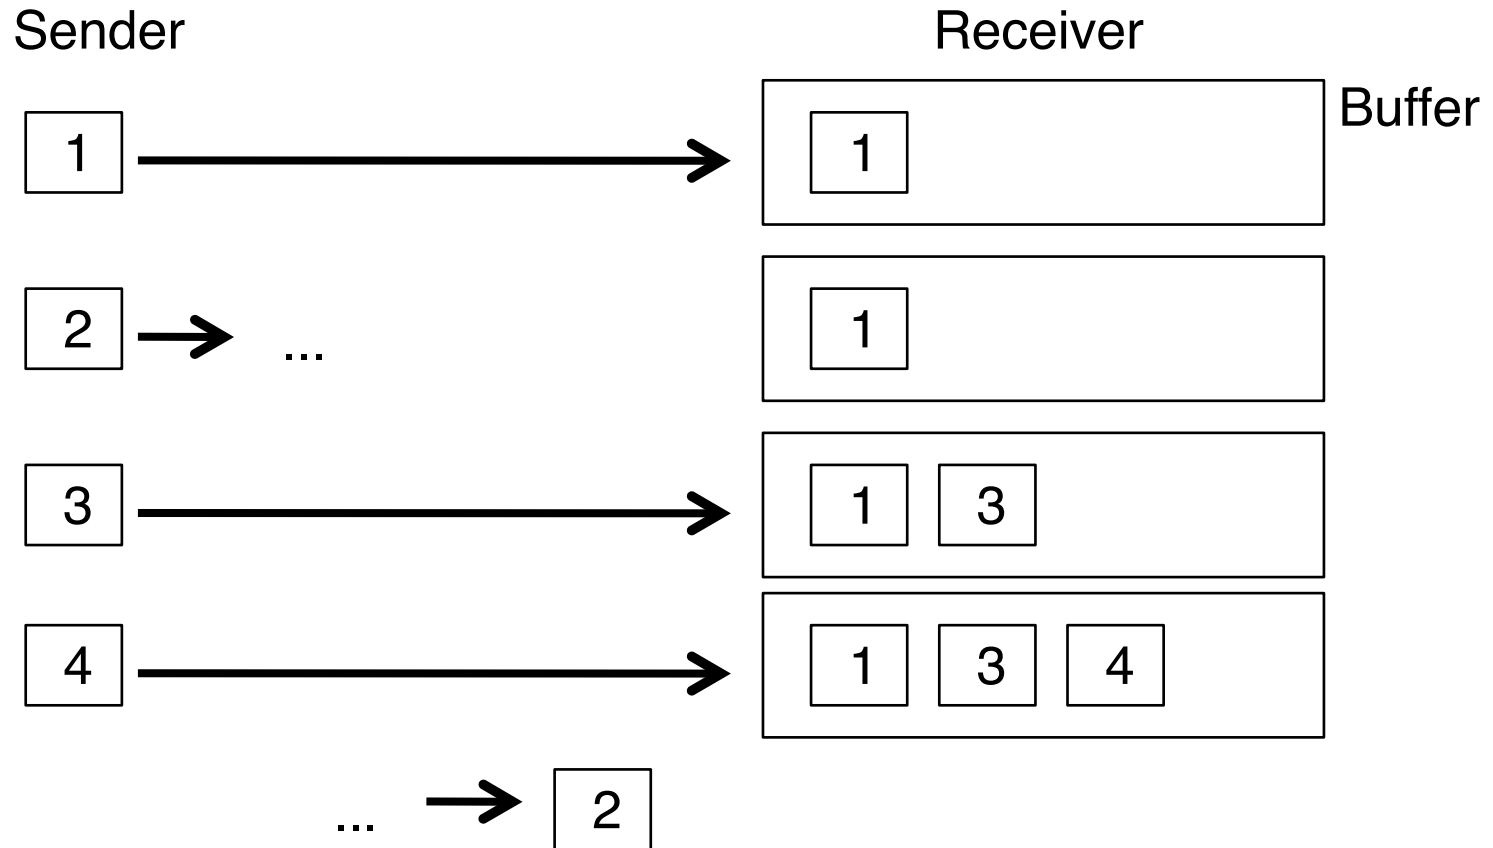 Sender Receiver
Buffer
1 1
2 ... 1
3 1 3
4 1 3 4
... 2